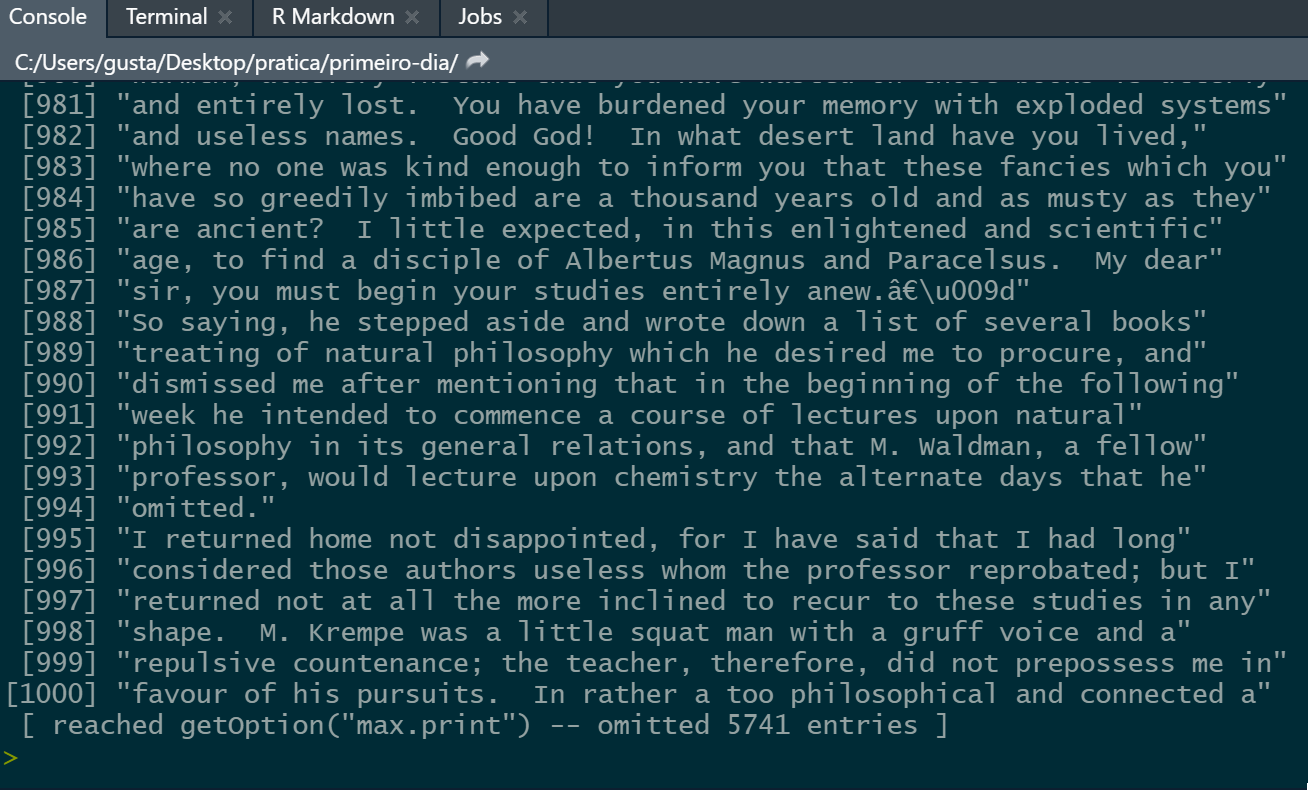 Console Terminal R Markdown Jobs
C:/Users/gusta/Desktop/pratica/primeiro-dia/
[981] "and entirely lost.  You have burdened your memory with exploded systems"
[982] "and useless names.  Good God!  In what desert land have you lived,"
[983] "where no one was kind enough to inform you that these fancies which you"
[984] "have so greedily imbibed are a thousand years old and as musty as they"
[985] "are ancient?  I little expected, in this enlightened and scientific"
[986] "age, to find a disciple of Albertus Magnus and Paracelsus.  My dear"
[987] "sir, you must begin your studies entirely anew.â€\u009d"
[988] "So saying, he stepped aside and wrote down a list of several books"
[989] "treating of natural philosophy which he desired me to procure, and"
[990] "dismissed me after mentioning that in the beginning of the following"
[991] "week he intended to commence a course of lectures upon natural"
[992] "philosophy in its general relations, and that M. Waldman, a fellow"
[993] "professor, would lecture upon chemistry the alternate days that he"
[994] "omitted."
[995] "I returned home not disappointed, for I have said that I had long"
[996] "considered those authors useless whom the professor reprobated; but I"
[997] "returned not at all the more inclined to recur to these studies in any"
[998] "shape.  M. Krempe was a little squat man with a gruff voice and a"
[999] "repulsive countenance; the teacher, therefore, did not prepossess me in"
[1000] "favour of his pursuits.  In rather a too philosophical and connected a"
[ reached getOption("max.print") -- omitted 5741 entries ]
>